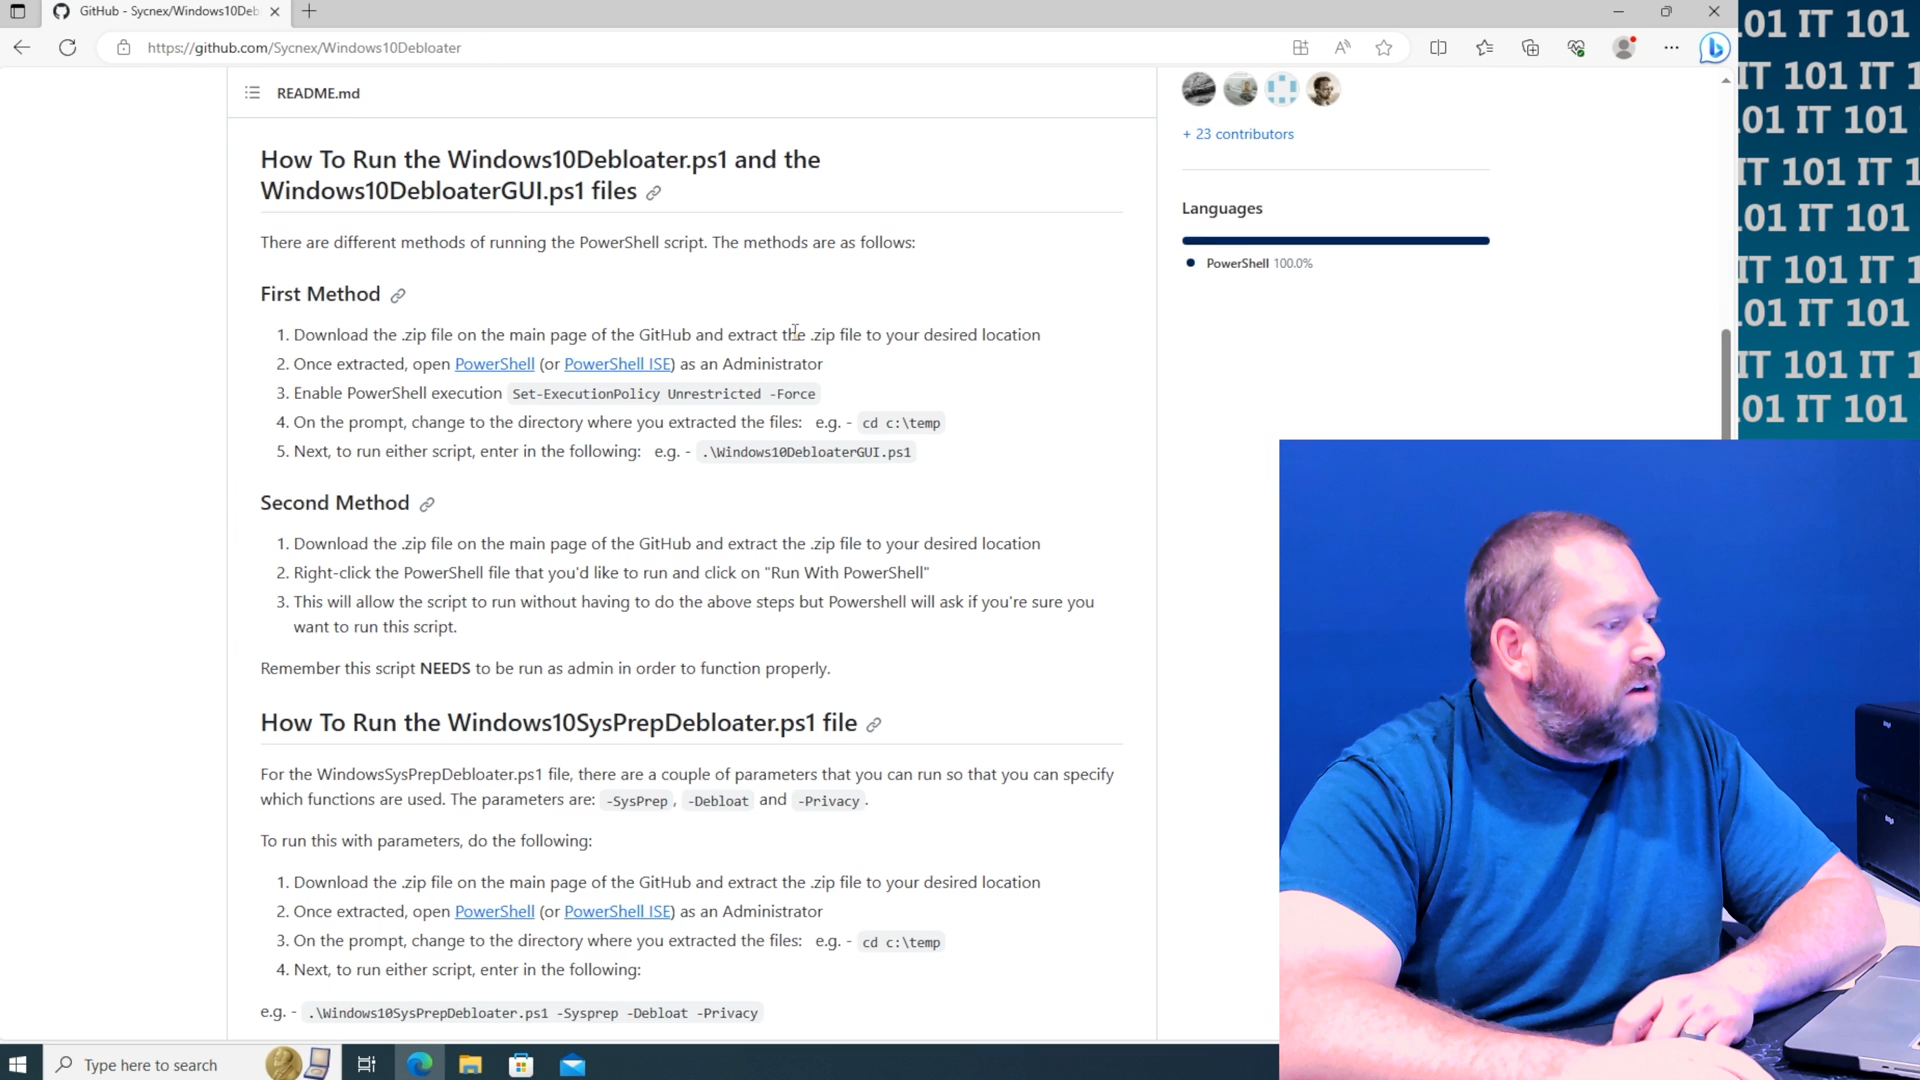 GitHub - Sycnex/Windows10Deb
https://github.com/Sycnex/Windows10Debloater
README.md
How To Run the Windows10Debloater.ps1 and the
Windows10DebloaterGUI.ps1 files
There are different methods of running the PowerShell script. The methods are as follows:
First Method
1. Download the .zip file on the main page of the GitHub and extract the .zip file to your desired location
2. Once extracted, open PowerShell (or PowerShell ISE) as an Administrator
3. Enable PowerShell execution Set-ExecutionPolicy Unrestricted -Force
4. On the prompt, change to the directory where you extracted the files: e.g. - cd c:\temp
5. Next, to run either script, enter in the following: e.g. - .\Windows10DebloaterGUI.ps1
Second Method
1. Download the .zip file on the main page of the GitHub and extract the .zip file to your desired location
2. Right-click the PowerShell file that you'd like to run and click on "Run With PowerShell"
3. This will allow the script to run without having to do the above steps but Powershell will ask if you're sure you
want to run this script.
Remember this script NEEDS to be run as admin in order to function properly.
How To Run the Windows10SysPrepDebloater.ps1 file
For the WindowsSysPrepDebloater.ps1 file, there are a couple of parameters that you can run so that you can specify
which functions are used. The parameters are: -SysPrep, -Debloat and -Privacy.
To run this with parameters, do the following:
1. Download the .zip file on the main page of the GitHub and extract the .zip file to your desired location
2. Once extracted, open PowerShell (or PowerShell ISE) as an Administrator
3. On the prompt, change to the directory where you extracted the files: e.g. - cd c:\temp
4. Next, to run either script, enter in the following:
e.g. - .\Windows10SysPrepDebloater.ps1 -Sysprep -Debloat -Privacy
+ 23 contributors
Languages
PowerShell 100.0%
01 IT 101
IT 101 IT 1
01 IT 101
IT 101 IT 1
01 IT 101
IT 101 IT 1
01 IT 101
IT 101 IT 1
01 IT 101
Type here to search